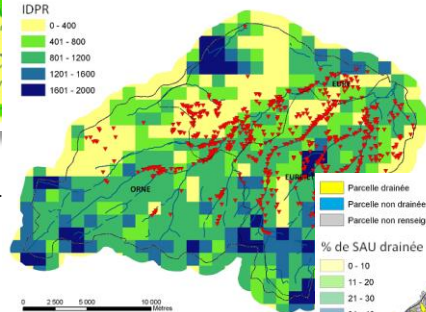 IDPR
0 - 400
401 - 800
801 - 1200
1201 - 1600
1601 - 2000
ORNE
Parcelle drainée
Parcelle non drainée
Parcelle non renseig
% de SAU drainée
0 - 10
11 - 20
21 - 30
0 2 500 5 000 10 000
Mètres